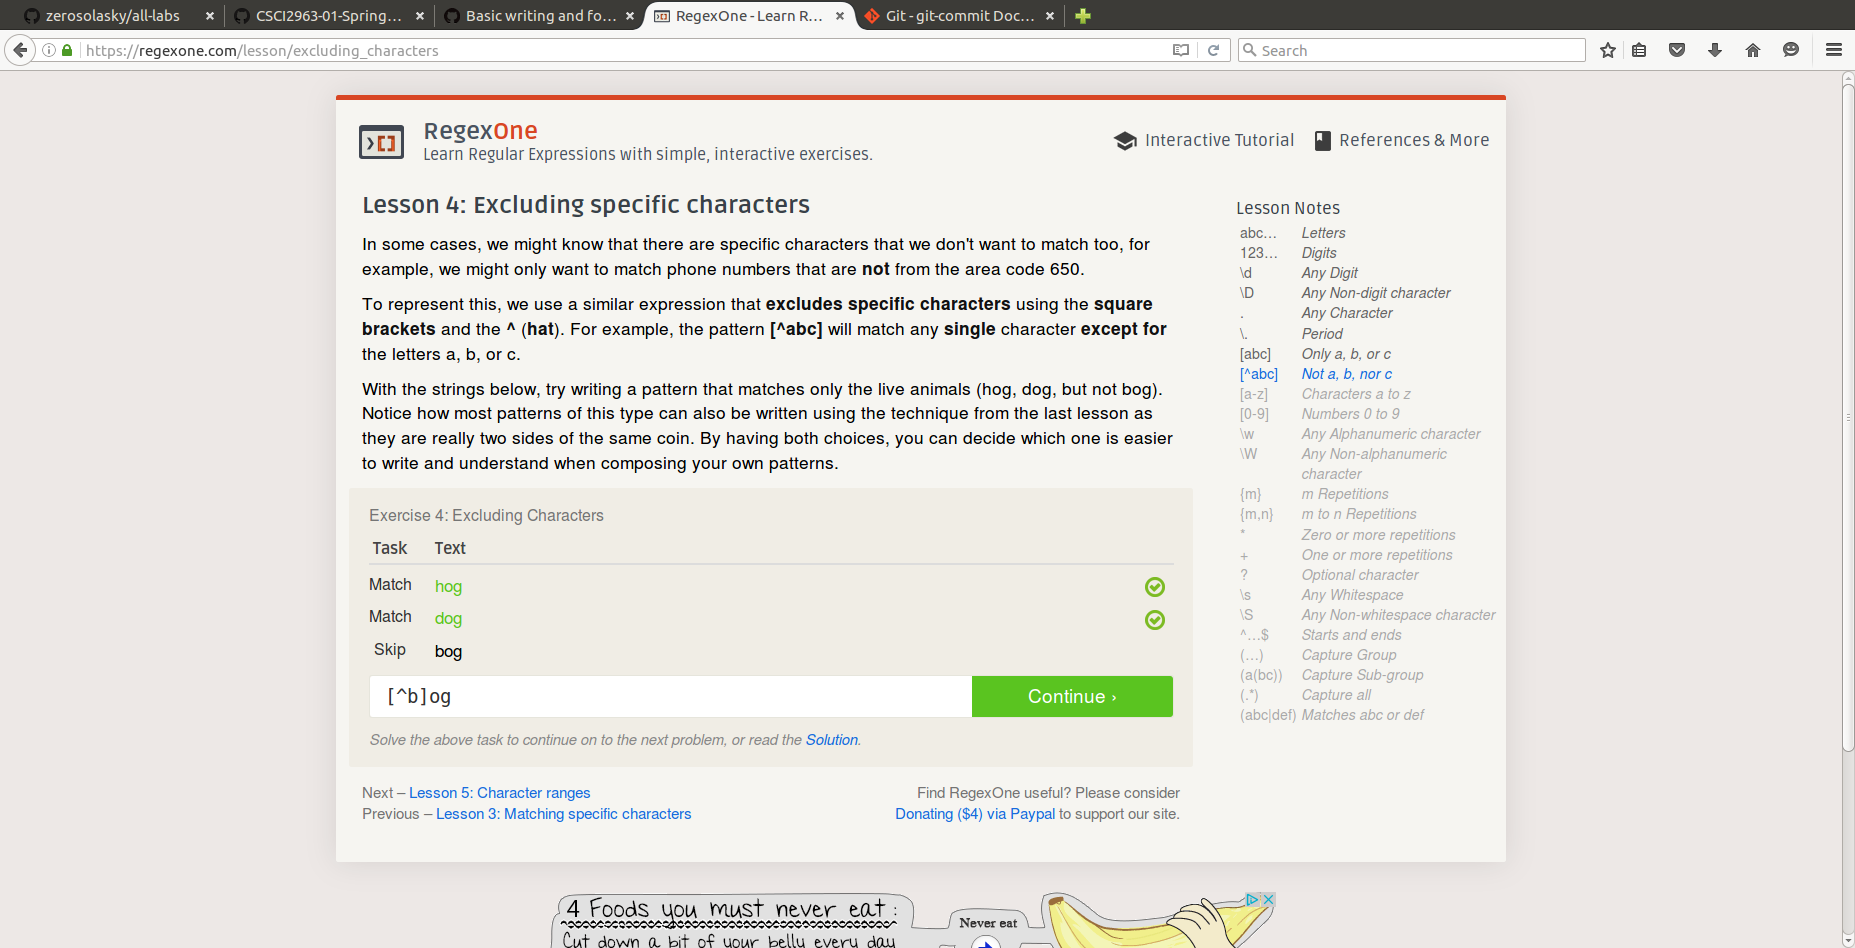 zerosolasky/all-labs
CSCI2963-01-Spring...
Basic writing and fo...
RegexOne - Learn R...
Git - git-commit Doc...
https://regexone.com/lesson/excluding_characters
Search
RegexOne
Learn Regular Expressions with simple, interactive exercises.
Interactive Tutorial
References & More
Lesson 4: Excluding specific characters
In some cases, we might know that there are specific characters that we don't want to match too, for
example, we might only want to match phone numbers that are not from the area code 650.
To represent this, we use a similar expression that excludes specific characters using the square
brackets and the ^ (hat). For example, the pattern [^abc] will match any single character except for
the letters a, b, or c.
With the strings below, try writing a pattern that matches only the live animals (hog, dog, but not bog).
Notice how most patterns of this type can also be written using the technique from the last lesson as
they are really two sides of the same coin. By having both choices, you can decide which one is easier
to write and understand when composing your own patterns.
Exercise 4: Excluding Characters
Task Text
Match hog
Match dog
Skip bog
[^b]og
Continue ›
Solve the above task to continue on to the next problem, or read the Solution.
Next – Lesson 5: Character ranges
Previous – Lesson 3: Matching specific characters
Find RegexOne useful? Please consider
Donating ($4) via Paypal to support our site.
Lesson Notes
abc… Letters
123… Digits
\d Any Digit
\D Any Non-digit character
. Any Character
\. Period
[abc] Only a, b, or c
[^abc] Not a, b, nor c
[a-z] Characters a to z
[0-9] Numbers 0 to 9
\w Any Alphanumeric character
\W Any Non-alphanumeric
character
{m} m Repetitions
{m,n} m to n Repetitions
* Zero or more repetitions
+ One or more repetitions
? Optional character
\s Any Whitespace
\S Any Non-whitespace character
^…$ Starts and ends
(…) Capture Group
(a(bc)) Capture Sub-group
(.*) Capture all
(abc|def) Matches abc or def
4 Foods you must never eat :
Cut down a bit of your belly every day
Never eat